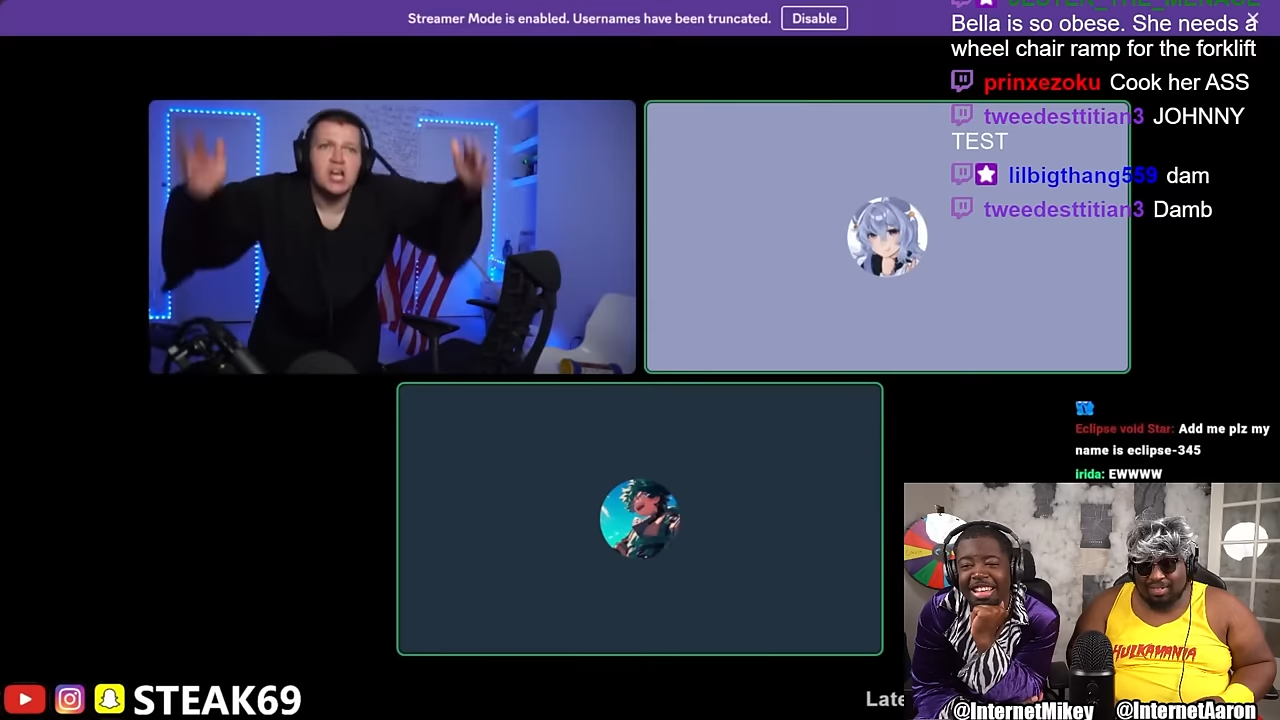 Streamer Mode is enabled. Usernames have been truncated.
Disable
Bella is so obese. She needs a
wheel chair ramp for the forklift
prinxezoku Cook her ASS
tweedesttitian3 JOHNNY
TEST
lilbigthang559 dam
tweedesttitian3 Damb
Eclipse void Star: Add me plz my
name is eclipse-345
irida: EWWWW
HULKAMANIA
STEAK69
Late
@InternetMikey
@InternetAaron